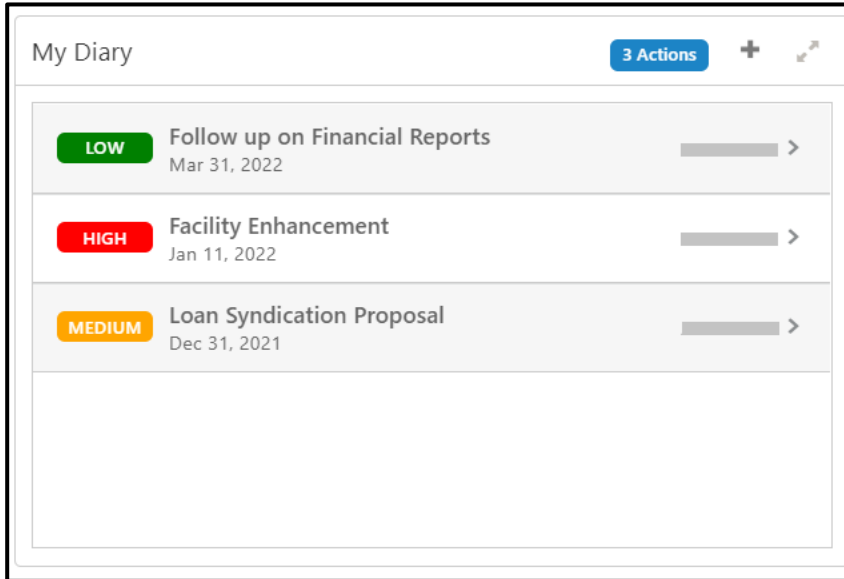 My Diary
3 Actions
LOW
Follow up on Financial Reports
Mar 31, 2022
HIGH
Facility Enhancement
Jan 11, 2022
MEDIUM
Loan Syndication Proposal
Dec 31, 2021